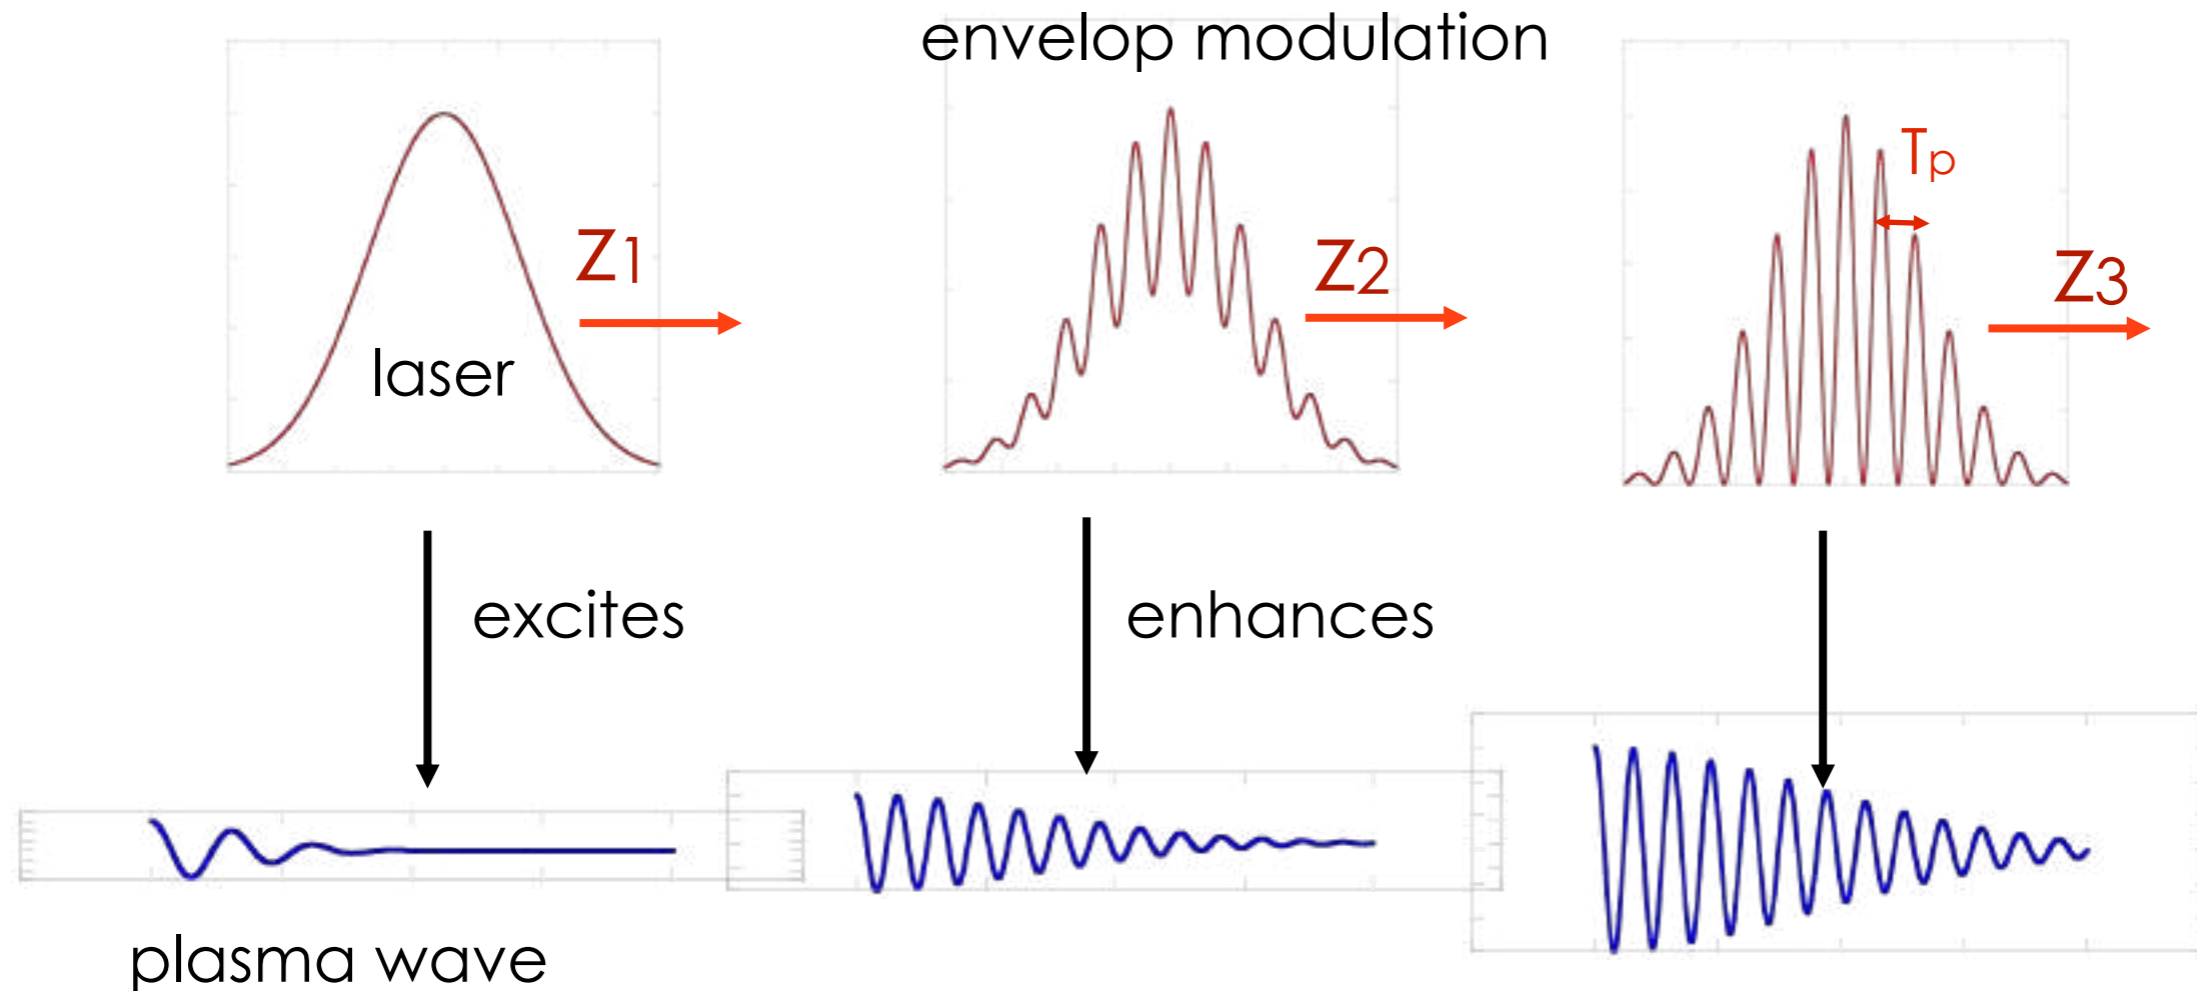 envelop modulation
Tp
Z1
Z2
Z3
laser
excites
enhances
plasma wave